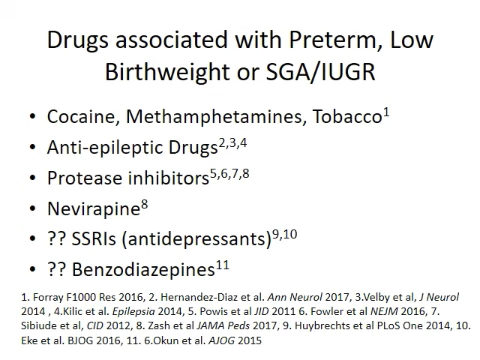 Drugs associated with Preterm, Low
Birthweight or SGA/IUGR
• Cocaine, Methamphetamines, Tobacco1
• Anti-epileptic Drugs2,3,4
• Protease inhibitors5,6,7,8
• Nevirapine8
• ?? SSRIs (antidepressants)9,10
• ?? Benzodiazepines11
1. Forray F1000 Res 2016, 2. Hernandez-Diaz et al. Ann Neurol 2017, 3.Velby et al, J Neurol
2014 , 4.Kilic et al. Epilepsia 2014, 5. Powis et al JID 2011 6. Fowler et al NEJM 2016, 7.
Sibiude et al, CID 2012, 8. Zash et al JAMA Peds 2017, 9. Huybrechts et al PLoS One 2014, 10.
Eke et al. BJOG 2016, 11. 6.Okun et al. AJOG 2015